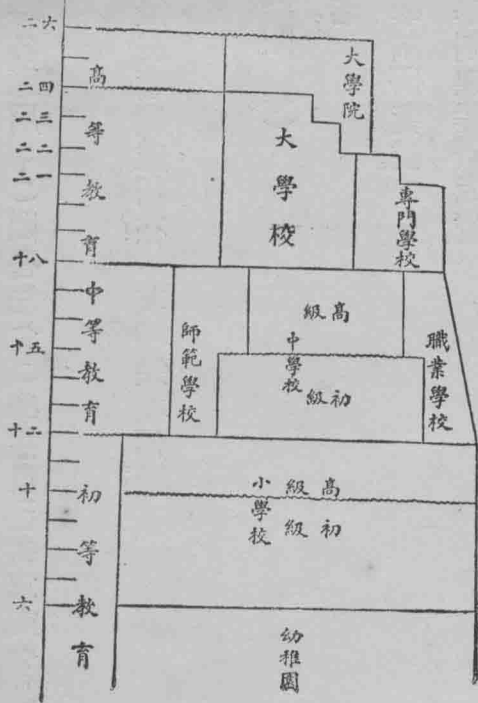 二六
二四
二三
二二
二一
十八
十五
十二
十
六
高等教育
中等教育
初等教育
大學院
大學校
專門學校
師範學校
高級
中學校
初級
職業學校
高級
小學校
初級
幼稚園